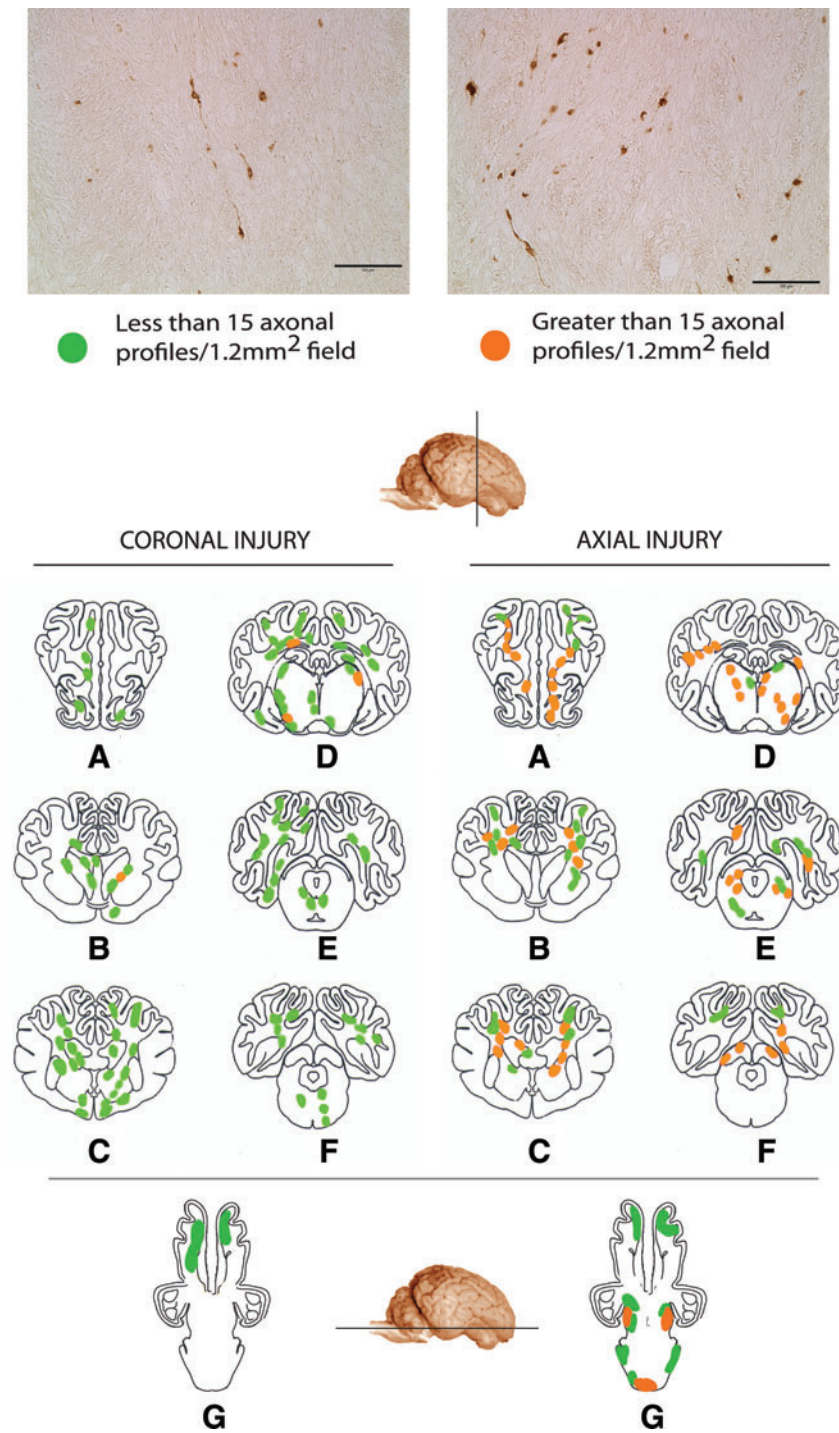 Less than 15 axonal
profiles/1.2mm² field
Greater than 15 axonal
profiles/1.2mm² field
CORONAL INJURY
AXIAL INJURY
A
D
A
D
B
E
B
E
C
F
C
F
G
G